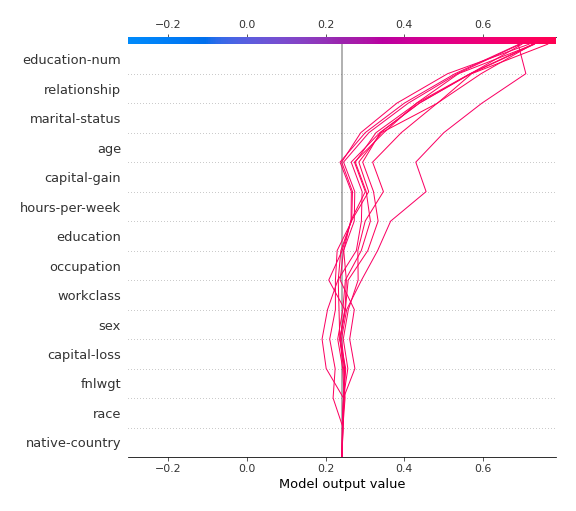 −0.2 0.0 0.2 0.4 0.6
education-num
relationship
marital-status
age
capital-gain
hours-per-week
education
occupation
workclass
sex
capital-loss
fnlwgt
race
native-country
−0.2 0.0 0.2 0.4 0.6
Model output value